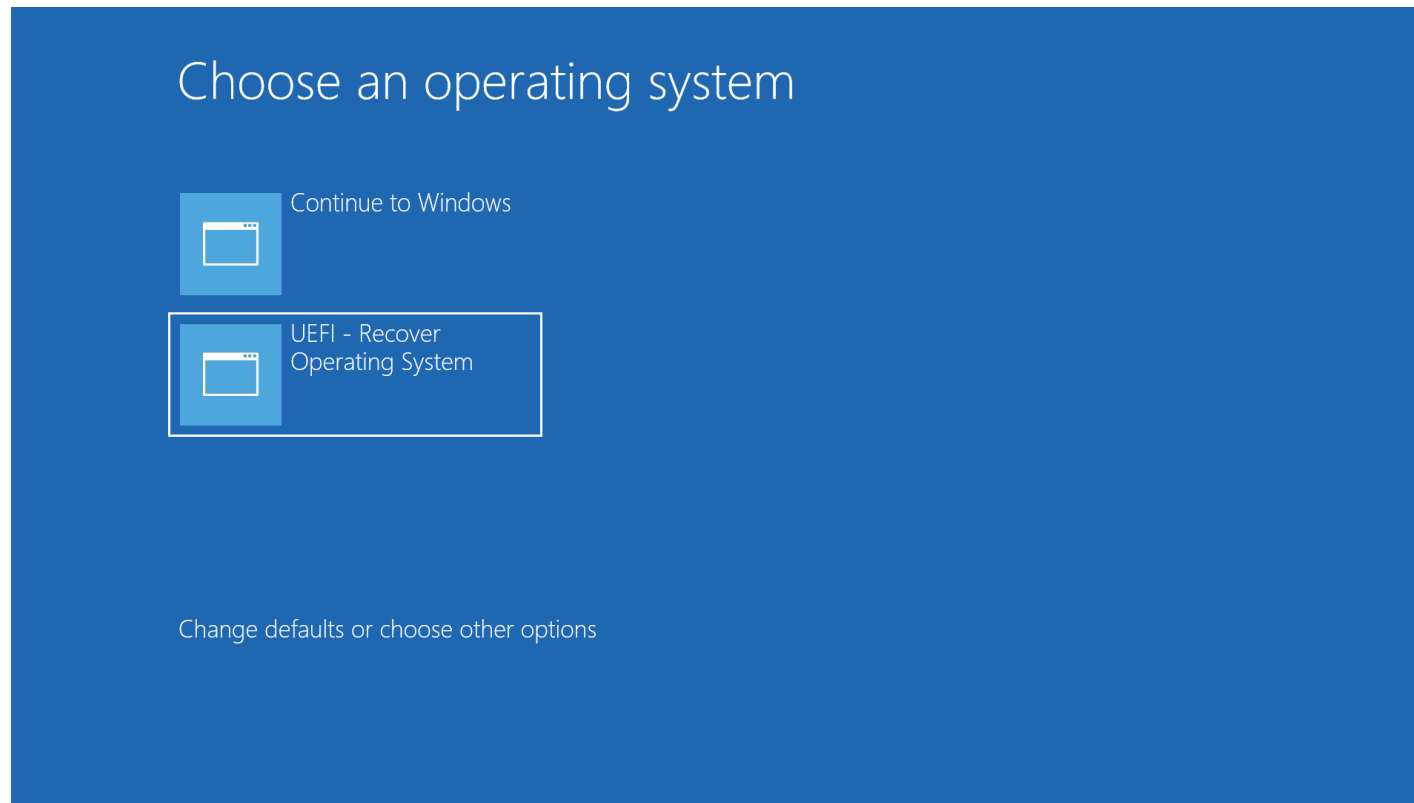 Choose an operating system
Continue to Windows
UEFI - Recover
Operating System
Change defaults or choose other options